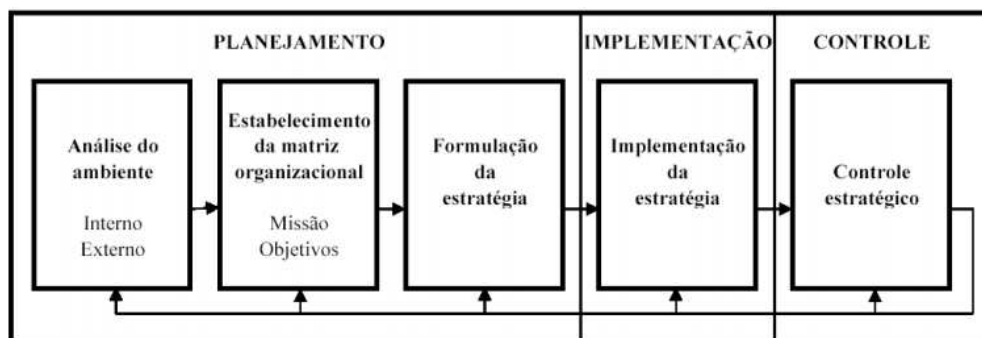 PLANEJAMENTO
IMPLEMENTAÇÃO
CONTROLE
Análise do
ambiente
Interno
Externo
Estabelecimento
da matriz
organizacional
Missão
Objetivos
Formulação
da
estratégia
Implementação
da
estratégia
Controle
estratégico